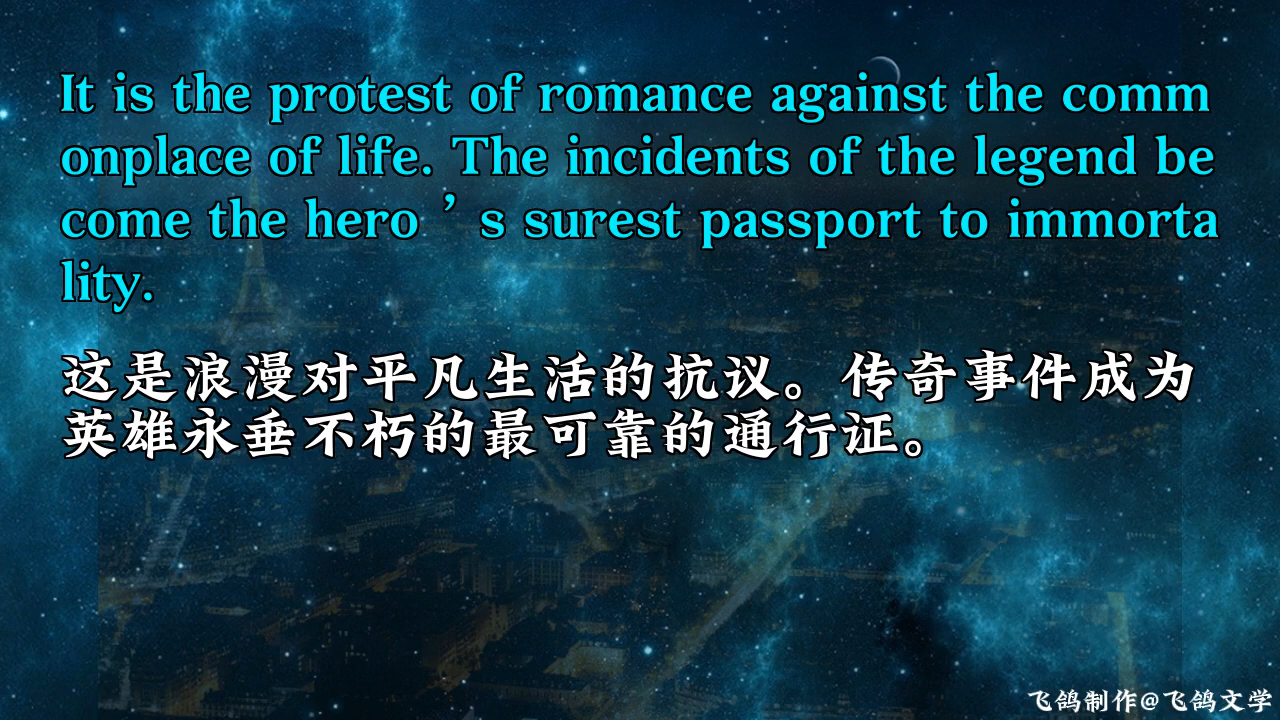 It is the protest of romance against the comm
onplace of life. The incidents of the legend be
come the hero ’ s surest passport to immorta
lity.
这是浪漫对平凡生活的抗议。传奇事件成为
英雄永垂不朽的最可靠的通行证。
飞鸽制作@飞鸽文学